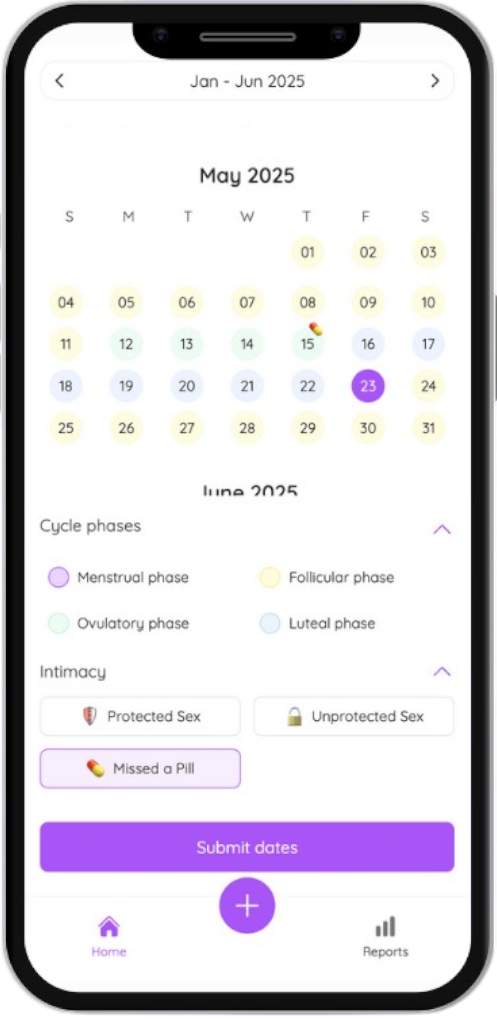 Jan - Jun 2025
May 2025
S M T W T F S
01 02 03
04 05 06 07 08 09 10
11 12 13 14 15 16 17
18 19 20 21 22 23 24
25 26 27 28 29 30 31
June 2025
Cycle phases
Menstrual phase Follicular phase
Ovulatory phase Luteal phase
Intimacy
Protected Sex Unprotected Sex
Missed a Pill
Submit dates
Home Reports